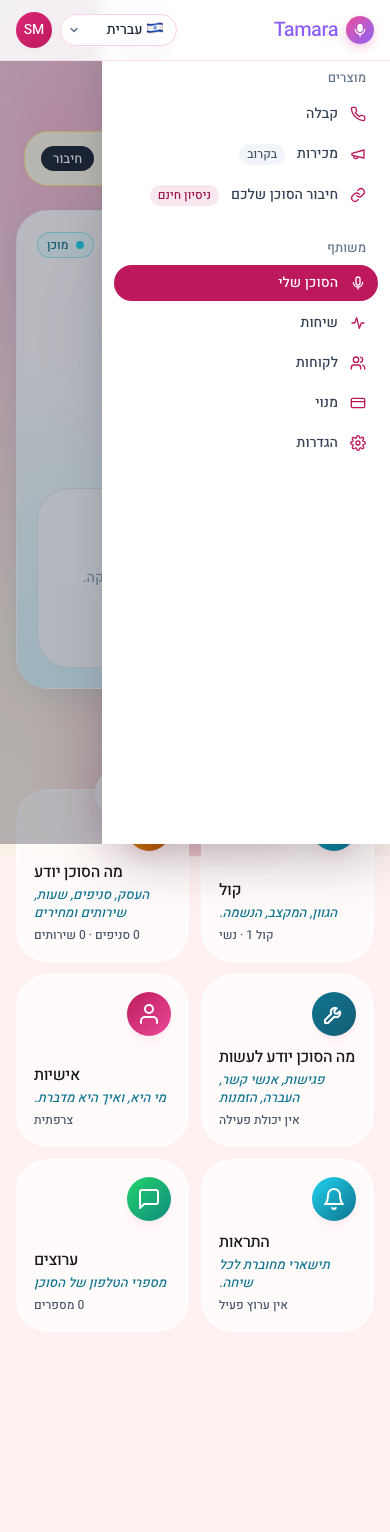 Tamara
עברית
SM
מוצרים
קבלה
מכירות
בקרוב
חיבור הסוכן שלכם
ניסיון חינם
משותף
הסוכן שלי
שיחות
לקוחות
מנוי
הגדרות
חיבור
מוכן
קה.
קול
הגוון, המקצב, הנשמה.
קול 1 · נשי
מה הסוכן יודע
העסק, סניפים, שעות,
שירותים ומחירים
0 סניפים · 0 שירותים
מה הסוכן יודע לעשות
פגישות, אנשי קשר,
העברה, הזמנות
אין יכולת פעילה
אישיות
מי היא, ואיך היא מדברת.
צרפתית
התראות
תישארי מחוברת לכל
שיחה.
אין ערוץ פעיל
ערוצים
מספרי הטלפון של הסוכן
0 מספרים